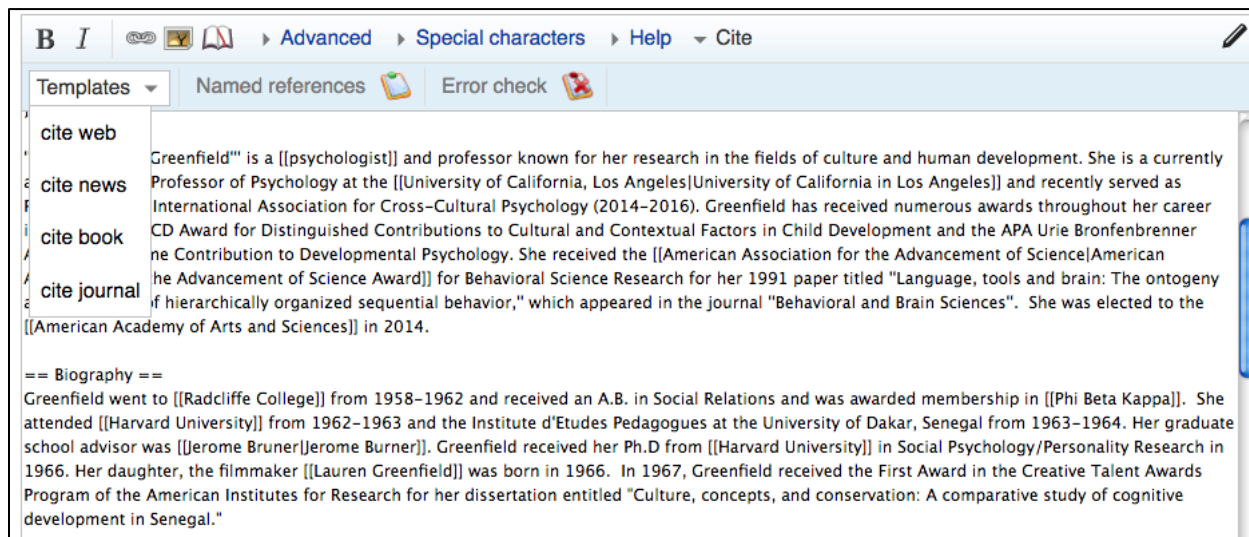 B I Advanced Special characters Help Cite
Templates Named references Error check
cite web
cite news
cite book
cite journal
Greenfield''' is a [[psychologist]] and professor known for her research in the fields of culture and human development. She is a currently
Professor of Psychology at the [[University of California, Los Angeles|University of California in Los Angeles]] and recently served as
International Association for Cross-Cultural Psychology (2014-2016). Greenfield has received numerous awards throughout her career
CD Award for Distinguished Contributions to Cultural and Contextual Factors in Child Development and the APA Urie Bronfenbrenner
ne Contribution to Developmental Psychology. She received the [[American Association for the Advancement of Science|American
he Advancement of Science Award]] for Behavioral Science Research for her 1991 paper titled "Language, tools and brain: The ontogeny
f hierarchically organized sequential behavior," which appeared in the journal "Behavioral and Brain Sciences". She was elected to the
[[American Academy of Arts and Sciences]] in 2014.
== Biography ==
Greenfield went to [[Radcliffe College]] from 1958-1962 and received an A.B. in Social Relations and was awarded membership in [[Phi Beta Kappa]]. She
attended [[Harvard University]] from 1962-1963 and the Institute d'Etudes Pedagogues at the University of Dakar, Senegal from 1963-1964. Her graduate
school advisor was [[Jerome Bruner|Jerome Burner]]. Greenfield received her Ph.D from [[Harvard University]] in Social Psychology/Personality Research in
1966. Her daughter, the filmmaker [[Lauren Greenfield]] was born in 1966. In 1967, Greenfield received the First Award in the Creative Talent Awards
Program of the American Institutes for Research for her dissertation entitled "Culture, concepts, and conservation: A comparative study of cognitive
development in Senegal."